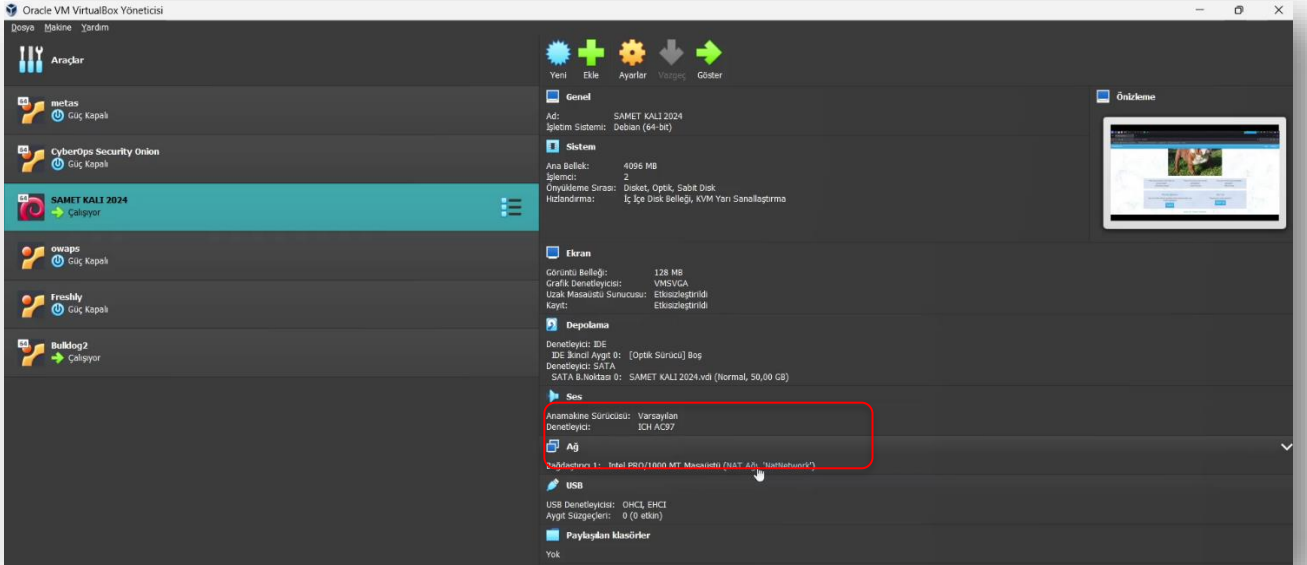 Oracle VM VirtualBox Yöneticisi
Dosya Makine Yardım
Araçlar
Yeni Ekle Ayarlar Vazgeç Göster
64 metas
Güç Kapalı
64 CyberOps Security Onion
Güç Kapalı
64 SAMET KALI 2024
Çalışıyor
owaps
Güç Kapalı
Freshly
Güç Kapalı
64 Bulldog2
Çalışıyor
Genel
Ad: SAMET KALI 2024
İşletim Sistemi: Debian (64-bit)
Önizleme
Sistem
Ana Bellek: 4096 MB
İşlemci: 2
Önyükleme Sırası: Disket, Optik, Sabit Disk
Hızlandırma: İç İçe Disk Belleği, KVM Yarı Sanallaştırma
Ekran
Görüntü Belleği: 128 MB
Grafik Denetleyicisi: VMSVGA
Uzak Masaüstü Sunucusu: Etkisizleştirildi
Kayıt: Etkisizleştirildi
Depolama
Denetleyici: IDE
IDE İkincil Aygıt 0: [Optik Sürücü] Boş
Denetleyici: SATA
SATA B.Noktası 0: SAMET KALI 2024.vdi (Normal, 50,00 GB)
Ses
Anamakine Sürücüsü: Varsayılan
Denetleyici: ICH AC97
Ağ
Bağdaştırıcı 1: Intel PRO/1000 MT Masaüstü (NAT Ağı, 'NatNetwork')
USB
USB Denetleyicisi: OHCI, EHCI
Aygıt Süzgeçleri: 0 (0 etkin)
Paylaşılan klasörler
Yok